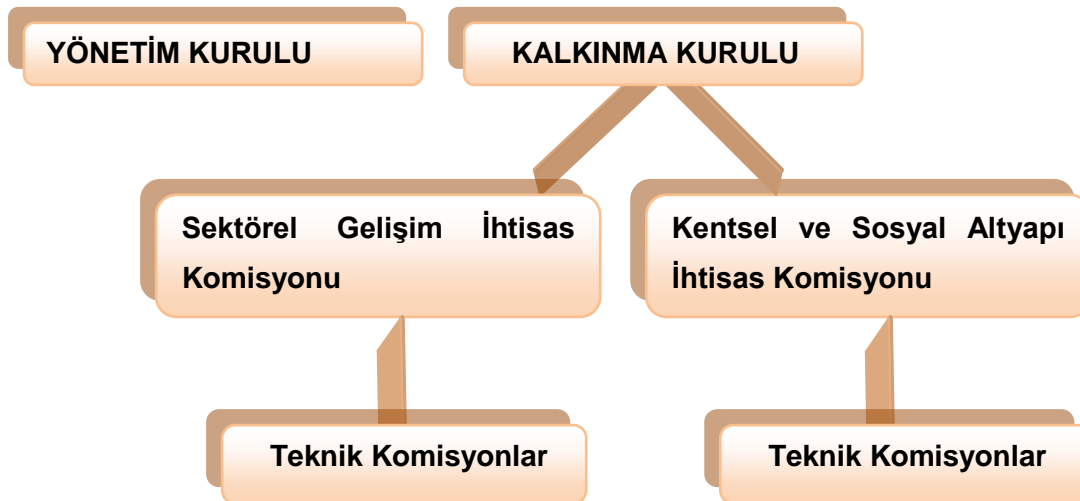 YÖNETİM KURULU
KALKINMA KURULU
Sektörel Gelişim İhtisas
Komisyonu
Kentsel ve Sosyal Altyapı
İhtisas Komisyonu
Teknik Komisyonlar
Teknik Komisyonlar